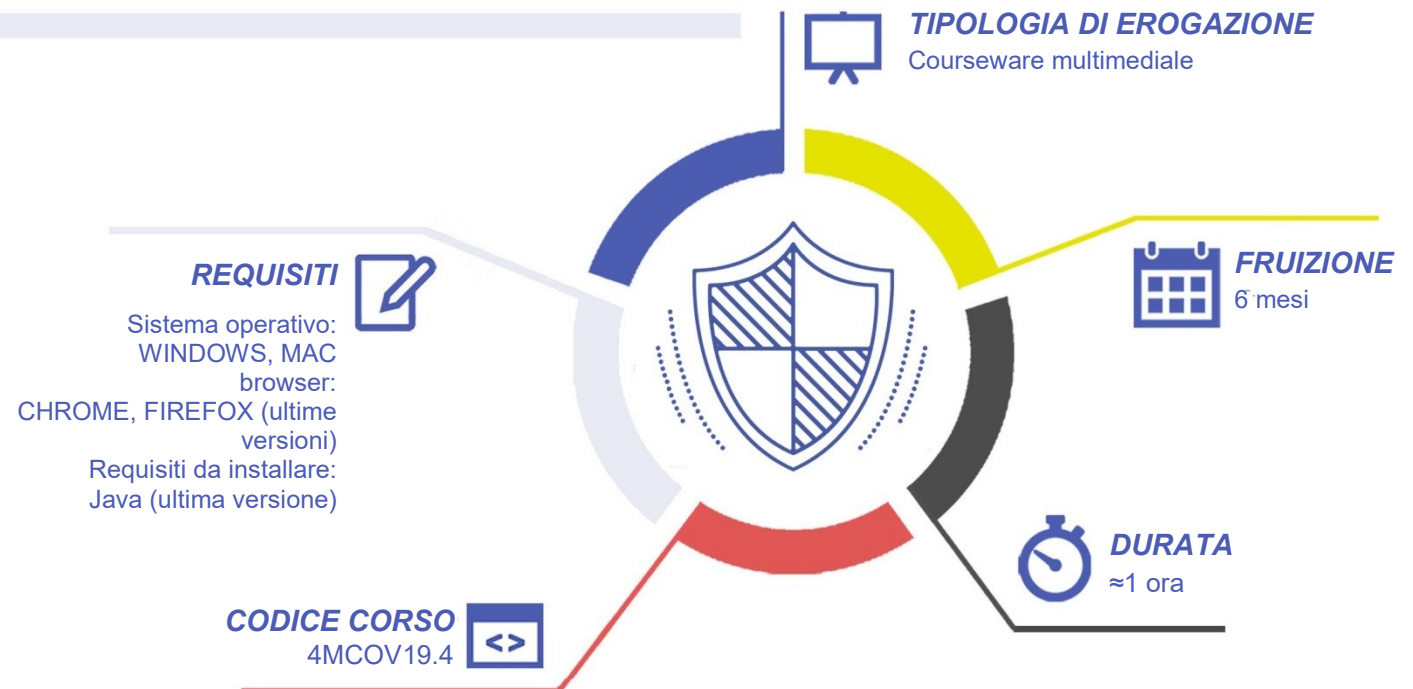 TIPOLOGIA DI EROGAZIONE
Courseware multimediale
FRUIZIONE
6 mesi
REQUISITI
Sistema operativo:
WINDOWS, MAC
browser:
CHROME, FIREFOX (ultime
versioni)
Requisiti da installare:
Java (ultima versione)
DURATA
≈1 ora
CODICE CORSO
4MCOV19.4